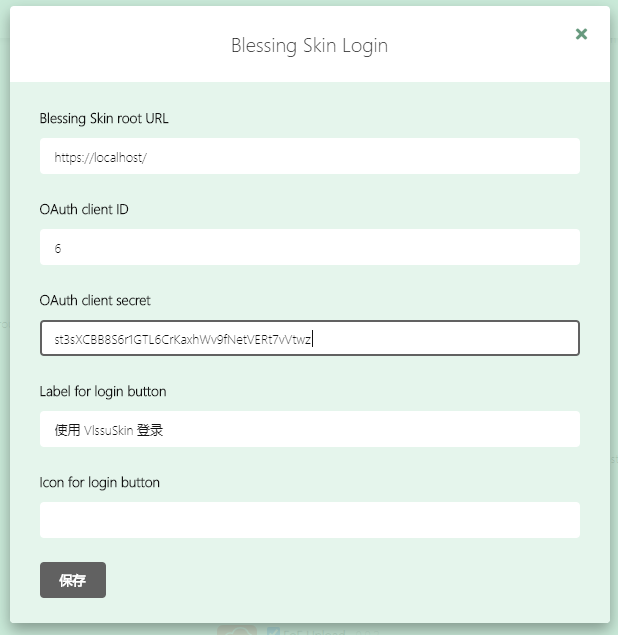 Blessing Skin Login
Blessing Skin root URL
https://localhost/
OAuth client ID
6
OAuth client secret
st3sXCBB8S6r1GTL6CrKaxhWv9fNetVERt7vVtwz
Label for login button
使用 VIssuSkin 登录
Icon for login button
保存